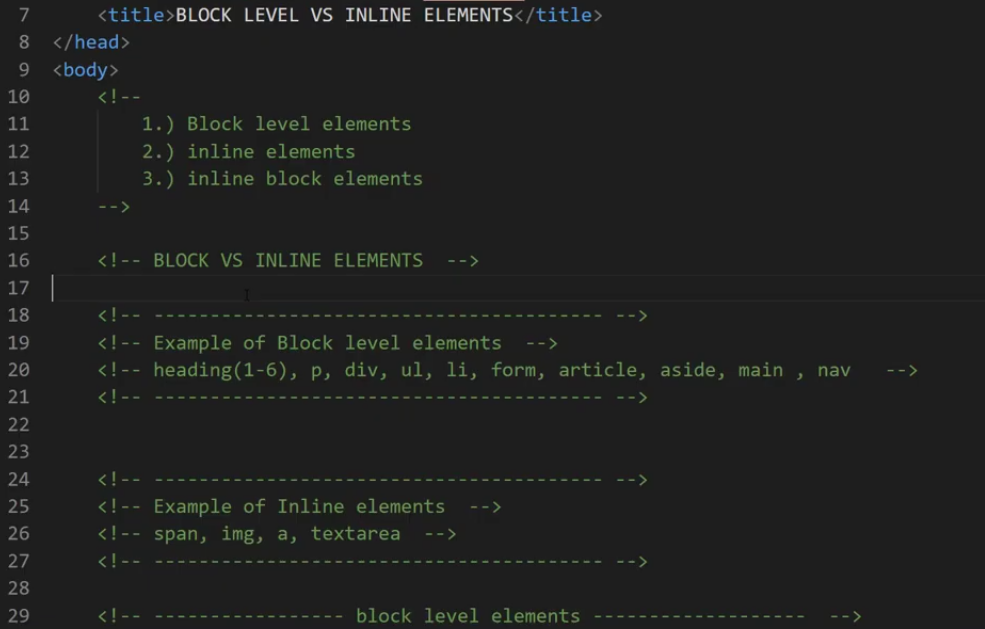 7 <title>BLOCK LEVEL VS INLINE ELEMENTS</title>
8 </head>
9 <body>
10 <!--
11 1.) Block level elements
12 2.) inline elements
13 3.) inline block elements
14 -->
15
16 <!-- BLOCK VS INLINE ELEMENTS -->
17
18 <!-- ---------------------------------------- -->
19 <!-- Example of Block level elements -->
20 <!-- heading(1-6), p, div, ul, li, form, article, aside, main , nav -->
21 <!-- ---------------------------------------- -->
22
23
24 <!-- ---------------------------------------- -->
25 <!-- Example of Inline elements -->
26 <!-- span, img, a, textarea -->
27 <!-- ---------------------------------------- -->
28
29 <!-- ----------------- block level elements ------------------- -->